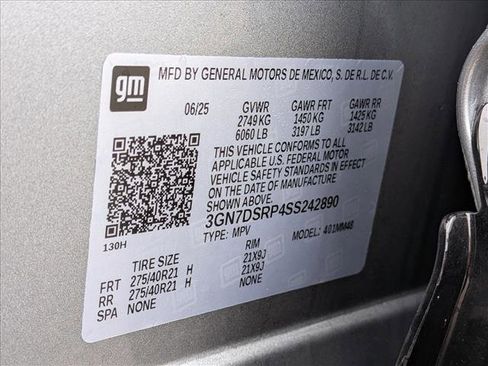 gm
MFD BY GENERAL MOTORS DE MEXICO, S. DE R.L. DE C.V.
06/25 GVWR GAWR FRT GAWR RR
2749 KG 1450 KG 1425 KG
6060 LB 3197 LB 3142 LB
THIS VEHICLE CONFORMS TO ALL
APPLICABLE U.S. FEDERAL MOTOR
VEHICLE SAFETY STANDARDS IN EFFECT
ON THE DATE OF MANUFACTURE
SHOWN ABOVE.
3GN7DSRP4SS242890
130H TYPE: MPV MODEL: 401MM48
TIRE SIZE RIM
FRT 275/40R21 H 21X9J
RR 275/40R21 H 21X9J
SPA NONE NONE